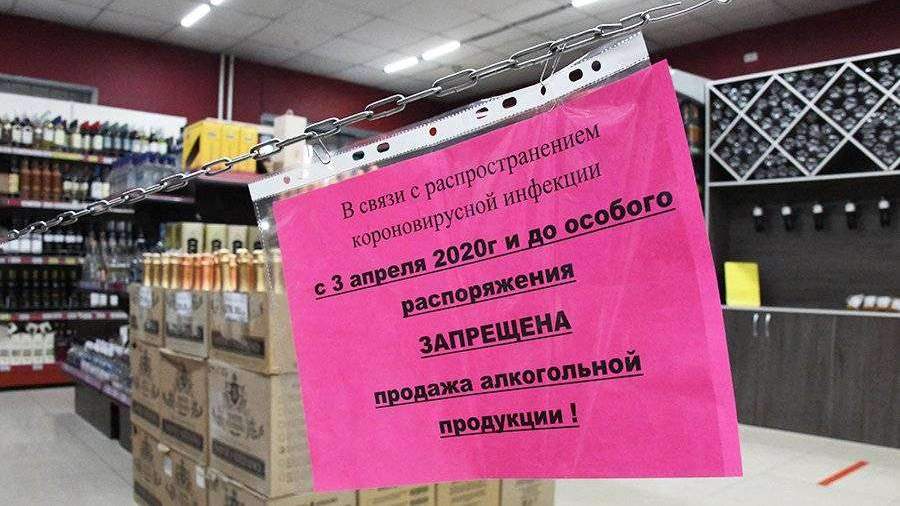 В связи с распространением
короновирусной инфекции
с 3 апреля 2020г и до особого
распоряжения
ЗАПРЕЩЕНА
продажа алкогольной
продукции !